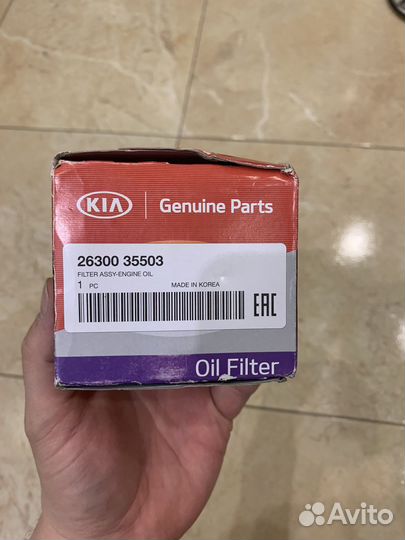 KIA
Genuine Parts
26300 35503
FILTER ASSY-ENGINE OIL
1 PC MADE IN KOREA
EAC
Oil Filter
Avito